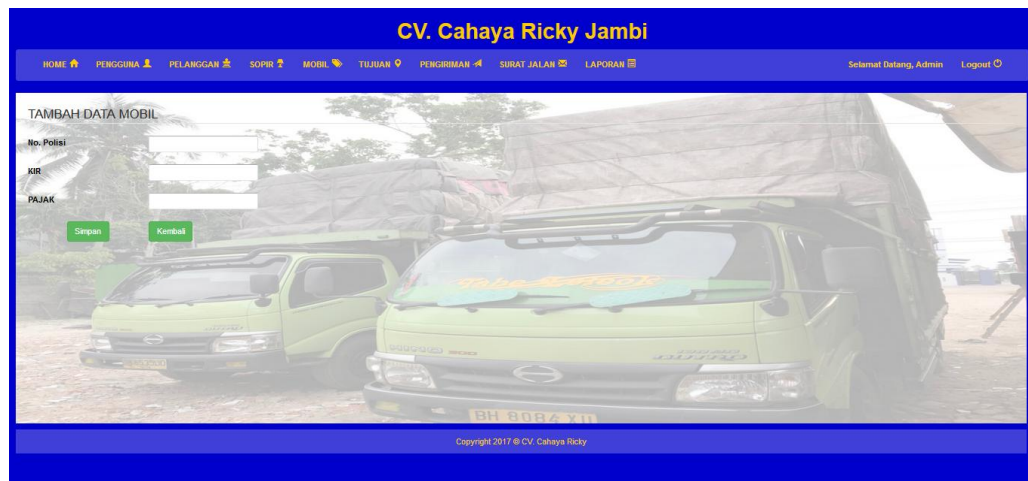 CV. Cahaya Ricky Jambi
HOME PENGGUNA PELANGGAN SOPIR MOBIL TUJUAN PENGIRIMAN SURAT JALAN LAPORAN Selamat Datang, Admin Logout
TAMBAH DATA MOBIL
No. Polisi
KIR
PAJAK
Simpan Kembali
HINO
BH 8084 XU
Copyright 2017 © CV. Cahaya Ricky